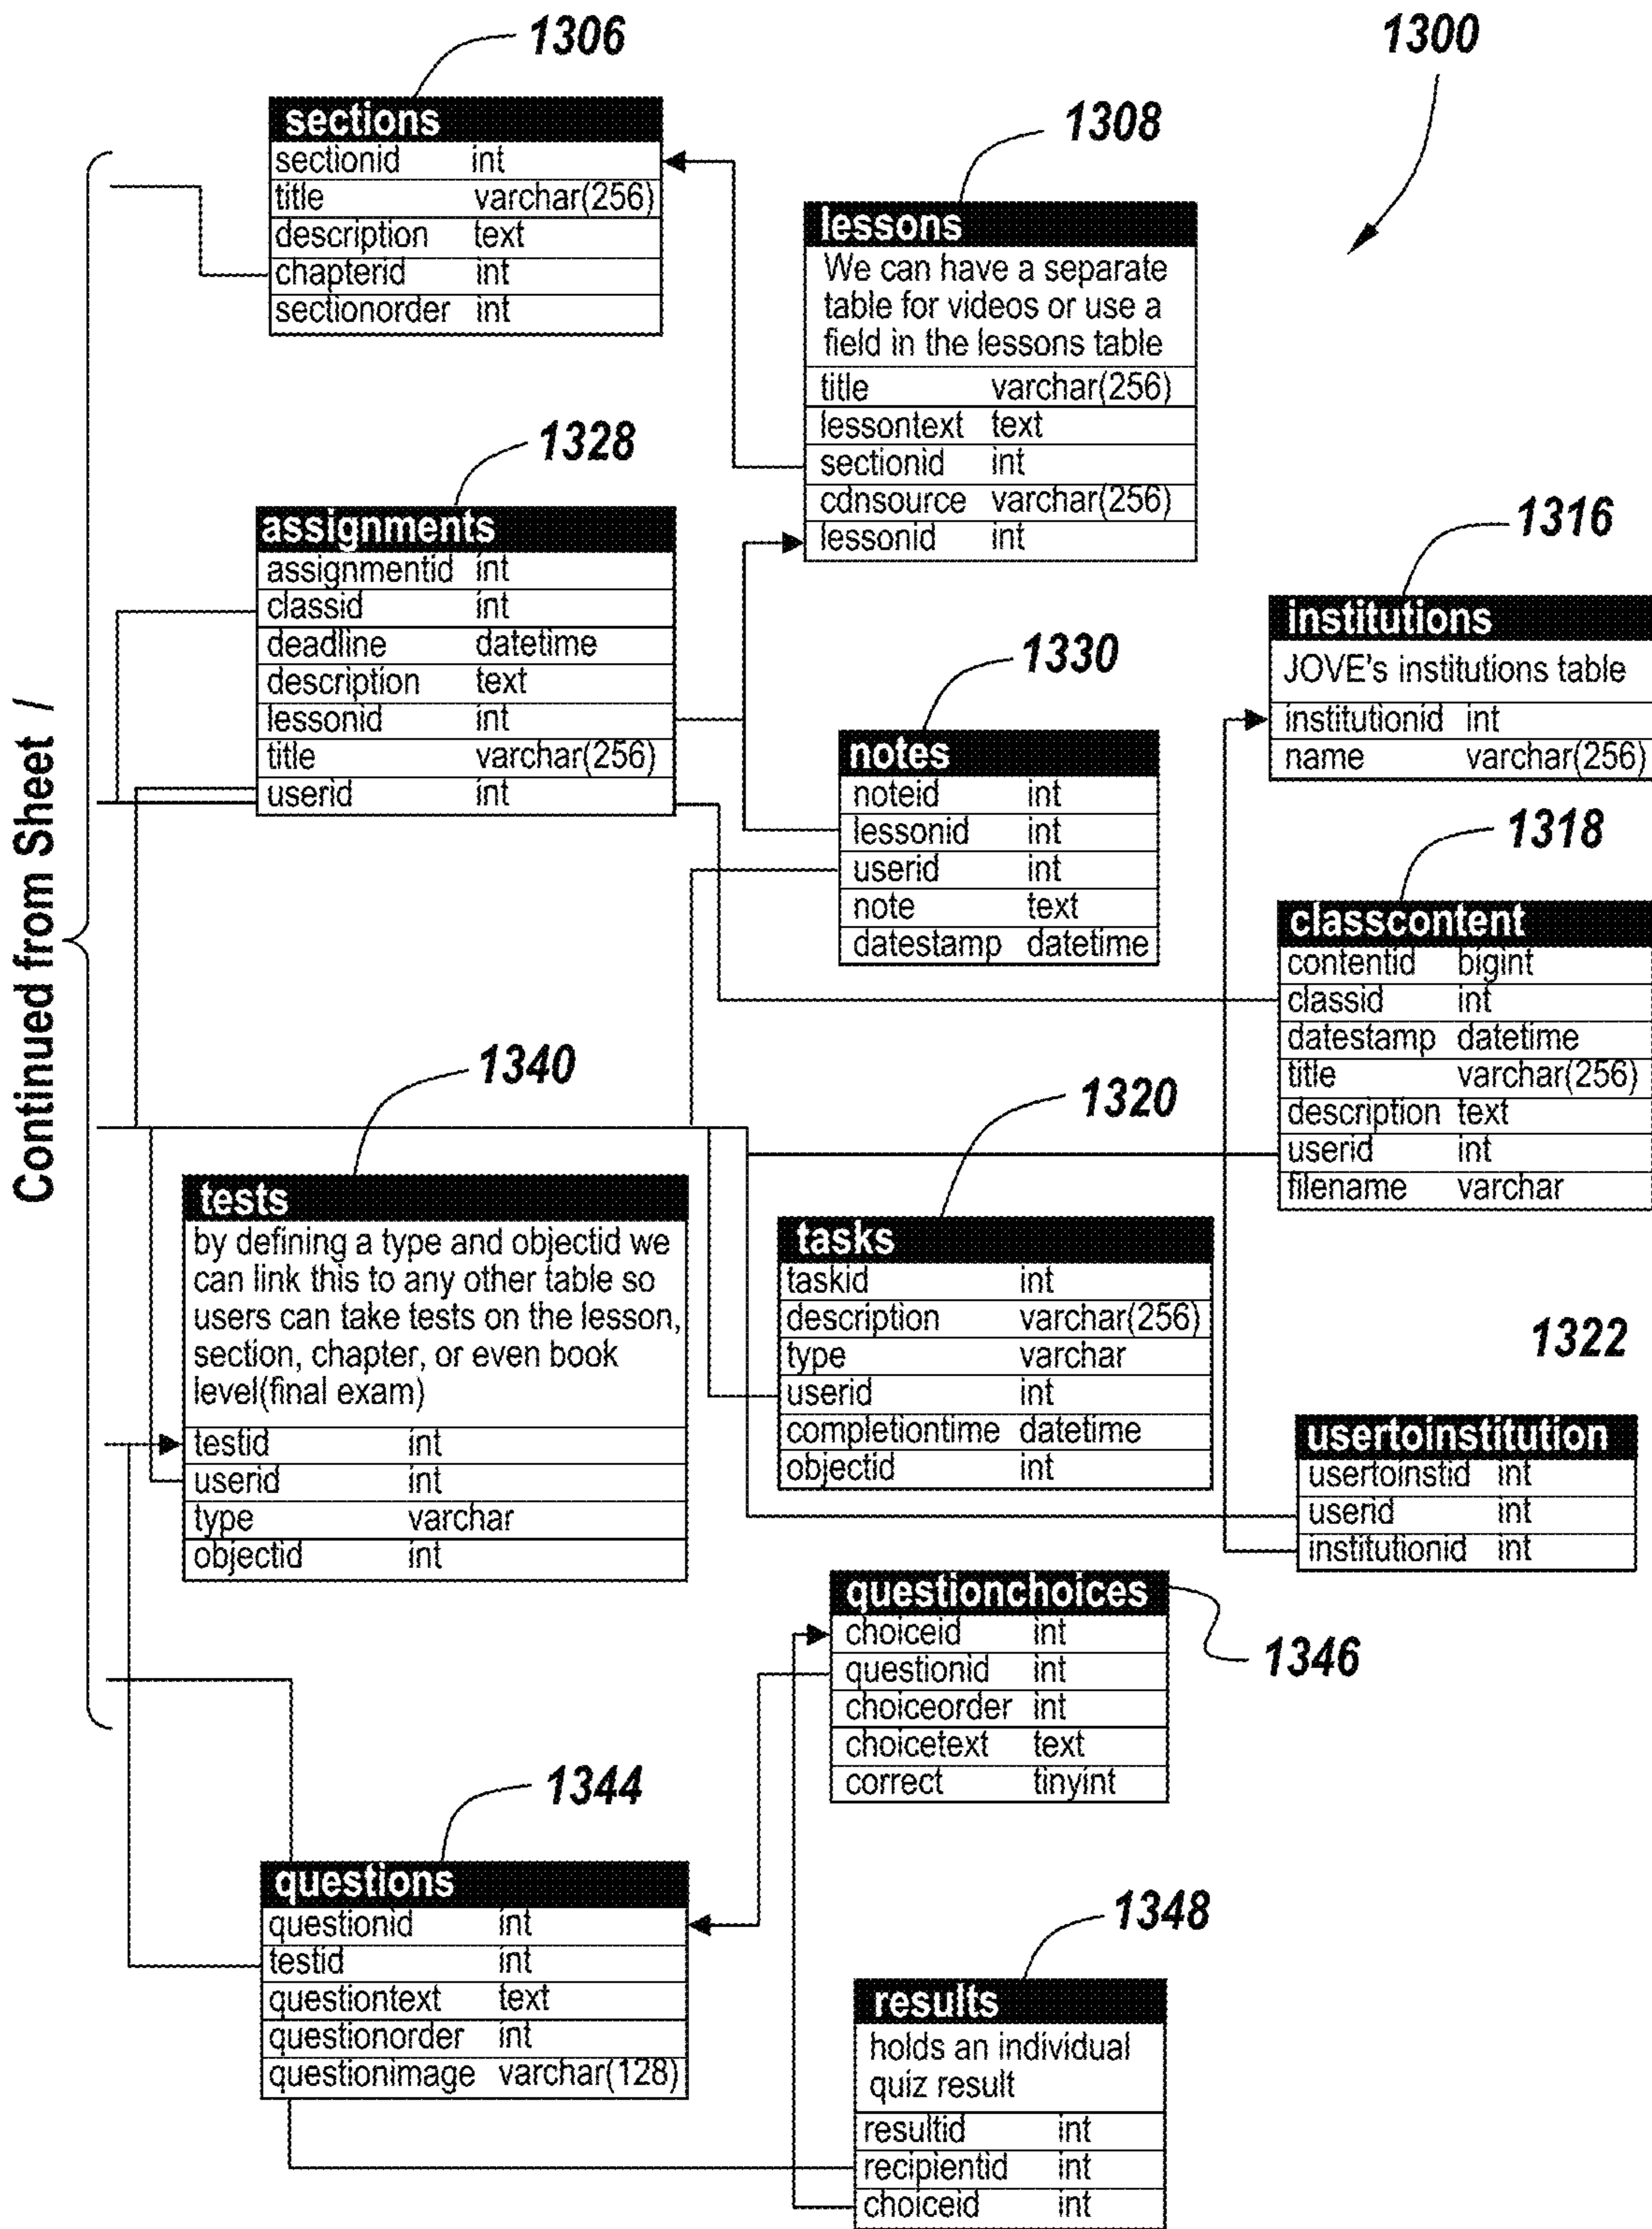 1306
1300
sections
sectionid int
title varchar(256)
description text
chapterid int
sectionorder int
1308
lessons
We can have a separate
table for videos or use a
field in the lessons table
title varchar(256)
lessontext text
sectionid int
cdnsource varchar(256)
lessonid int
1328
assignments
assignmentid int
classid int
deadline datetime
description text
lessonid int
title varchar(256)
userid int
1316
institutions
JOVE's institutions table
institutionid int
name varchar(256)
1330
notes
noteid int
lessonid int
userid int
note text
datestamp datetime
1318
classcontent
contentid bigint
classid int
datestamp datetime
title varchar(256)
description text
userid int
filename varchar
Continued from Sheet /
1340
tests
by defining a type and objectid we
can link this to any other table so
users can take tests on the lesson,
section, chapter, or even book
level(final exam)
testid int
userid int
type varchar
objectid int
1320
tasks
taskid int
description varchar(256)
type varchar
userid int
completiontime datetime
objectid int
1322
usertoinstitution
usertoinstid int
userid int
institutionid int
questionchoices
choiceid int
questionid int
choiceorder int
choicetext text
correct tinyint
1346
1344
questions
questionid int
testid int
questiontext text
questionorder int
questionimage varchar(128)
1348
results
holds an individual
quiz result
resultid int
recipientid int
choiceid int